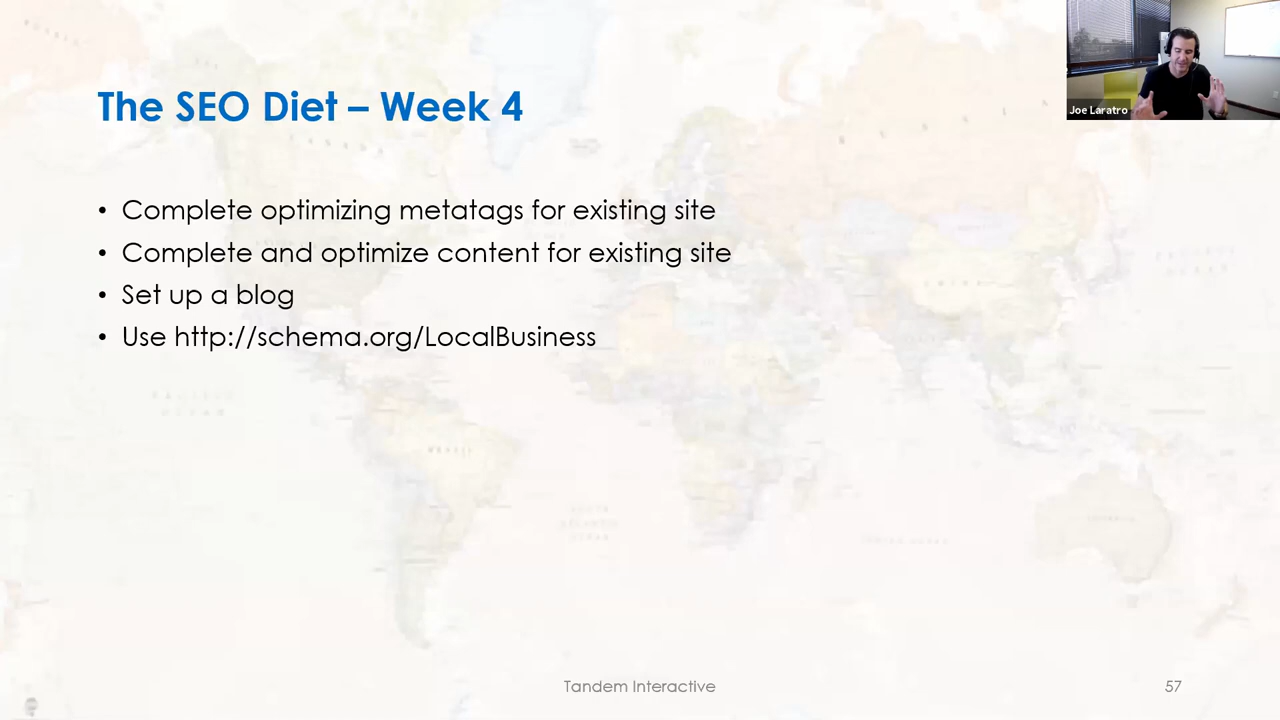 The SEO Diet – Week 4
Joe Laratro
• Complete optimizing metatags for existing site
• Complete and optimize content for existing site
• Set up a blog
• Use http://schema.org/LocalBusiness
Tandem Interactive
57